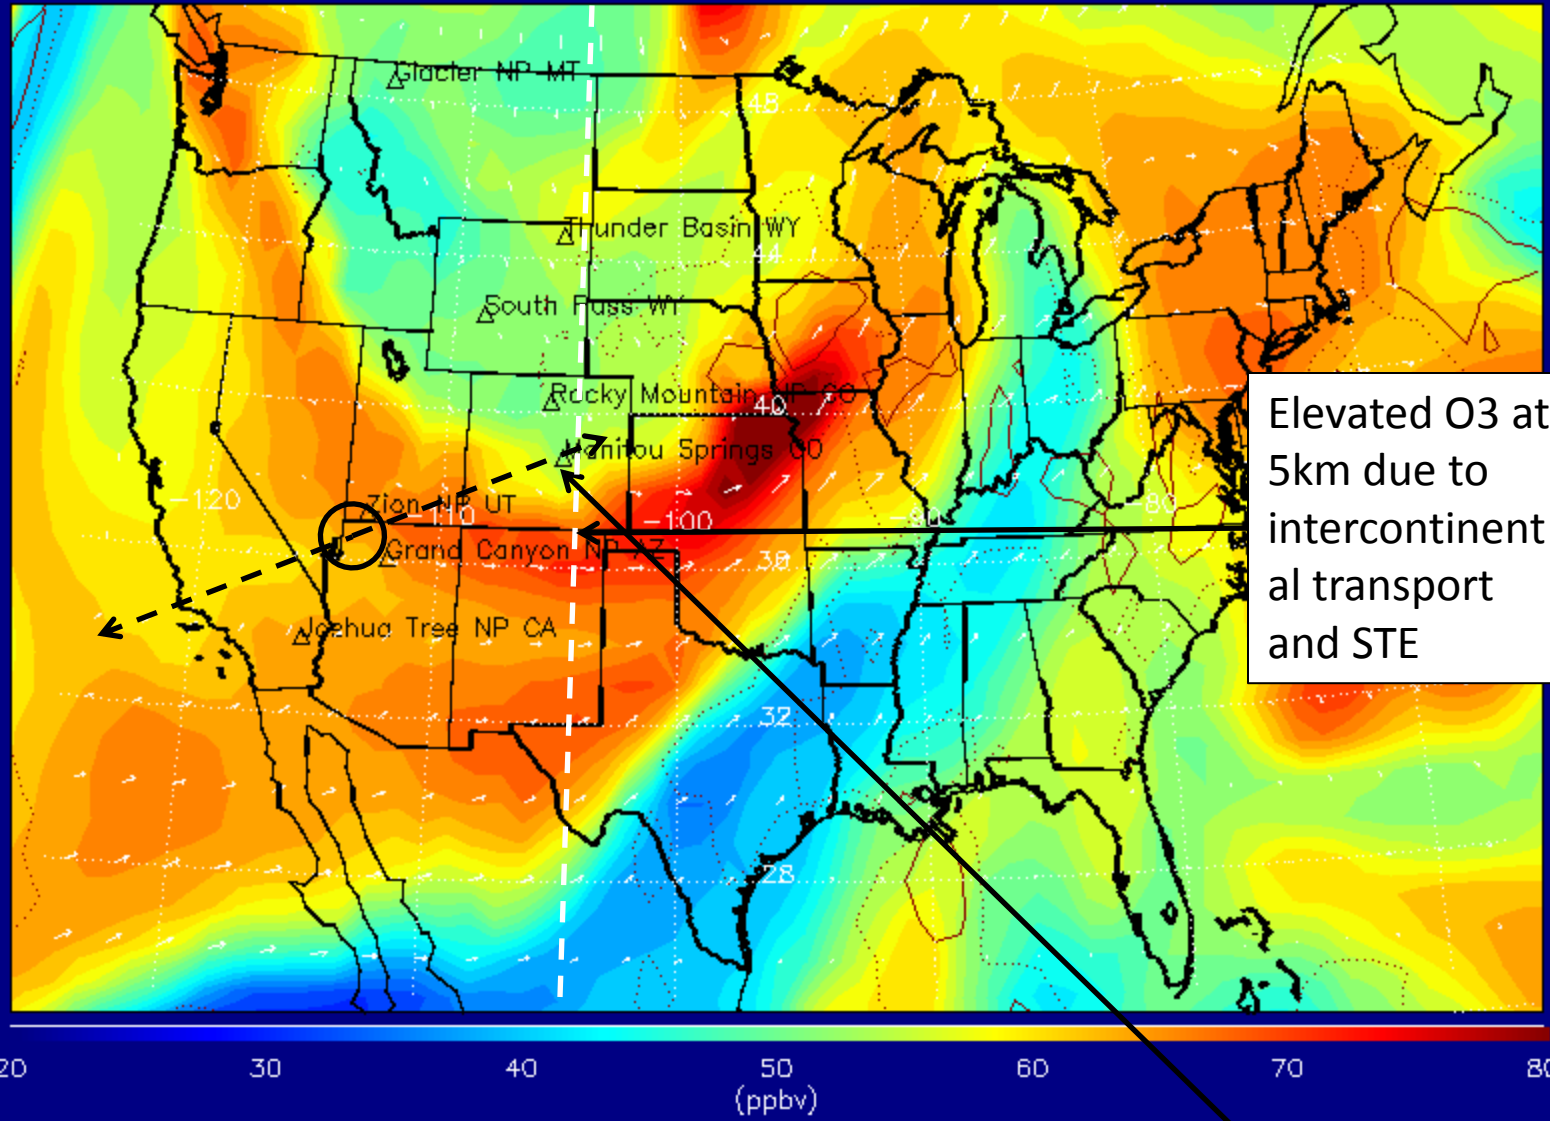 Glacier NP MT
48
Thunder Basin WY
44
South Pass WY
Rocky Mountain NP CO
40
Manitou Springs CO
Elevated O3 at
5km due to
intercontinent
al transport
and STE
-120
Zion NP UT
-110
-100
-90
-80
Grand Canyon NP AZ
36
Joshua Tree NP CA
32
28
20 30 40 50 60 70 80
(ppbv)